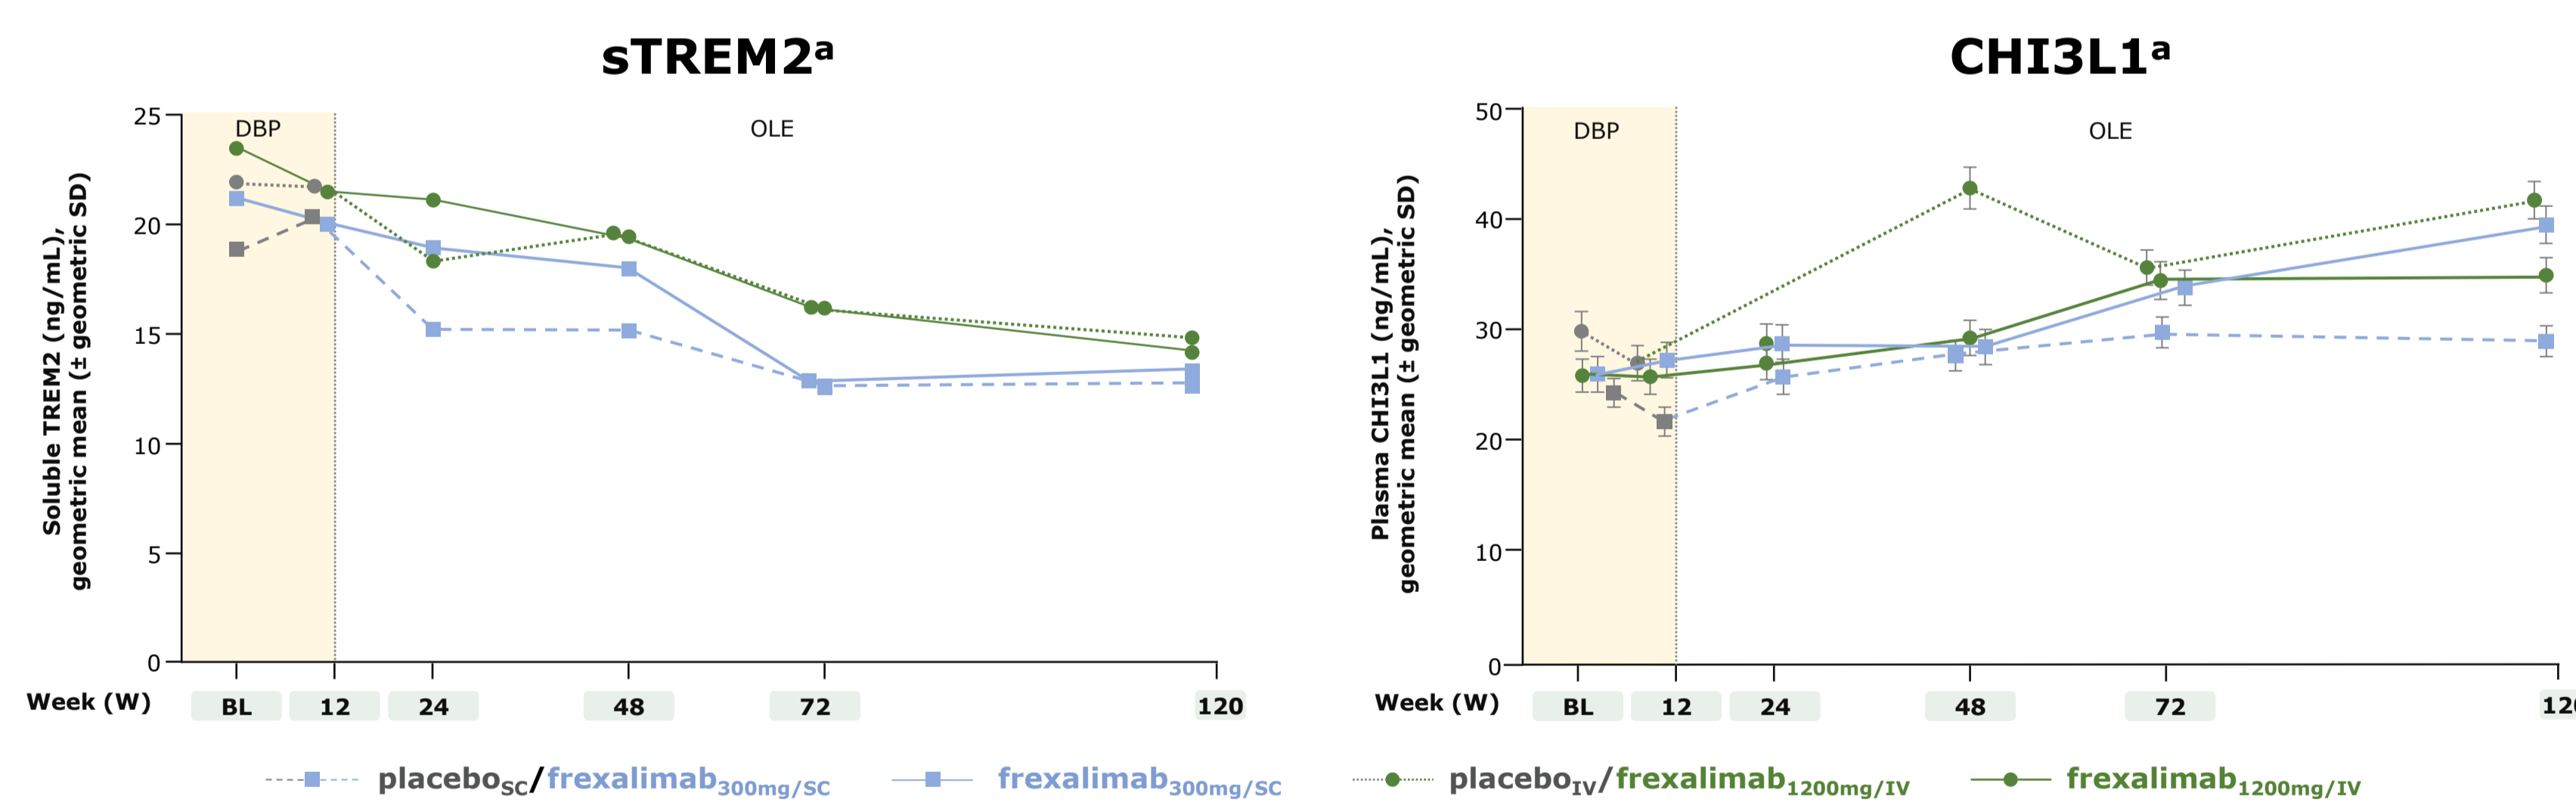 sTREM2ᵃ
CHI3L1ᵃ
Soluble TREM2 (ng/mL),
geometric mean (± geometric SD)
25
20
15
10
5
0
DBP
OLE
Week (W)
BL 12 24 48 72 120
Plasma CHI3L1 (ng/mL),
geometric mean (± geometric SD)
50
40
30
20
10
0
DBP
OLE
Week (W)
BL 12 24 48 72
placeboSC/frexalimab300mg/SC
frexalimab300mg/SC
placeboIV/frexalimab1200mg/IV
frexalimab1200mg/IV